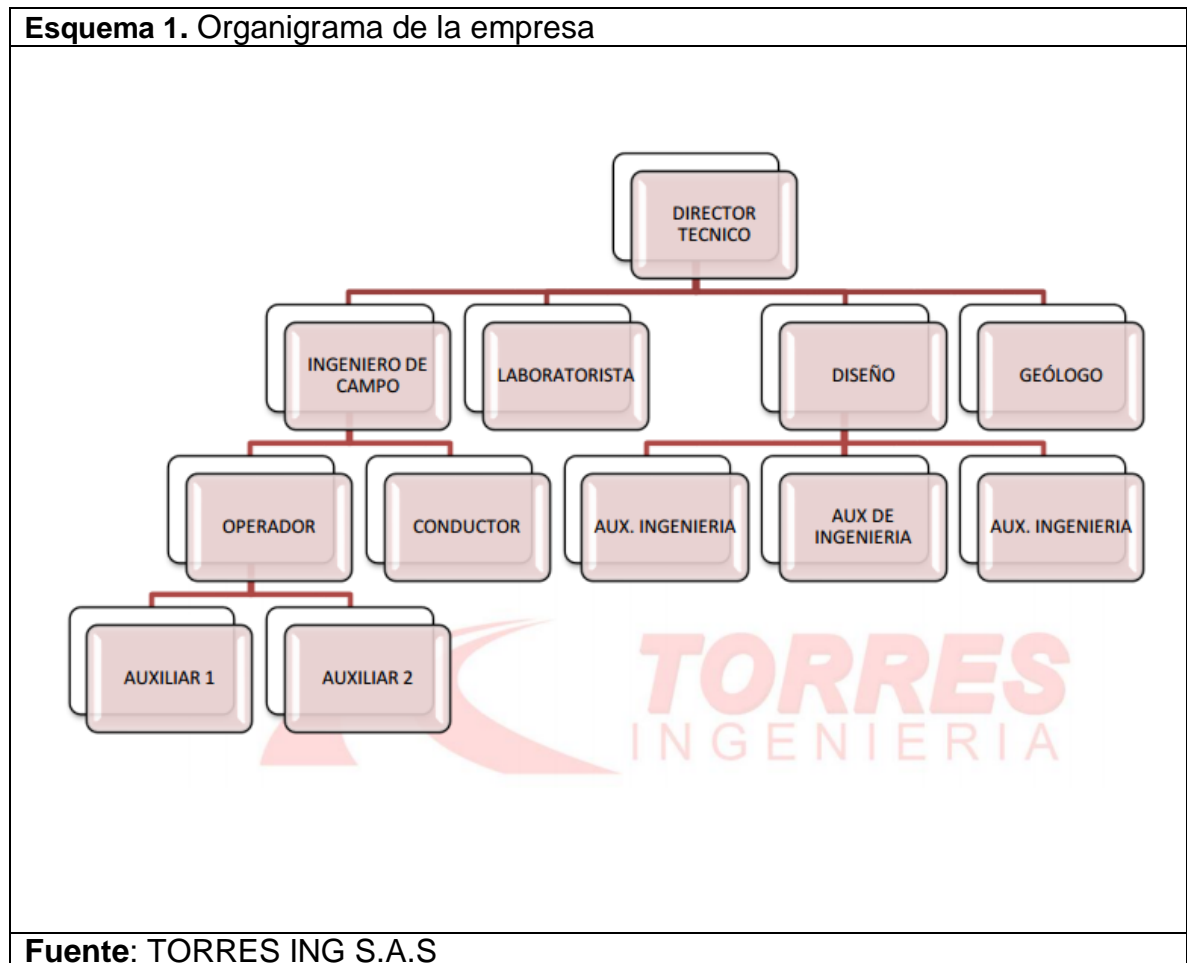 Esquema 1. Organigrama de la empresa
DIRECTOR
TECNICO
INGENIERO DE
CAMPO
LABORATORISTA
DISEÑO
GEÓLOGO
OPERADOR
CONDUCTOR
AUX. INGENIERIA
AUX DE
INGENIERIA
AUX. INGENIERIA
AUXILIAR 1
AUXILIAR 2
TORRES
INGENIERIA
Fuente: TORRES ING S.A.S